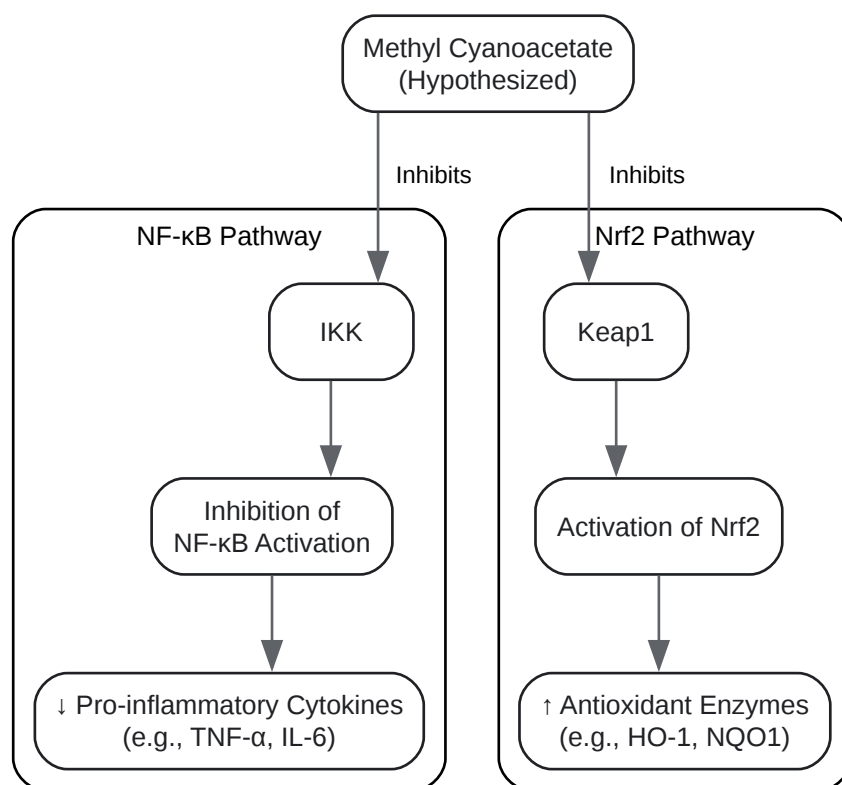 Methyl Cyanoacetate
(Hypothesized)
Inhibits
Inhibits
NF-κB Pathway
IKK
Inhibition of
NF-κB Activation
↓ Pro-inflammatory Cytokines
(e.g., TNF-α, IL-6)
Nrf2 Pathway
Keap1
Activation of Nrf2
↑ Antioxidant Enzymes
(e.g., HO-1, NQO1)